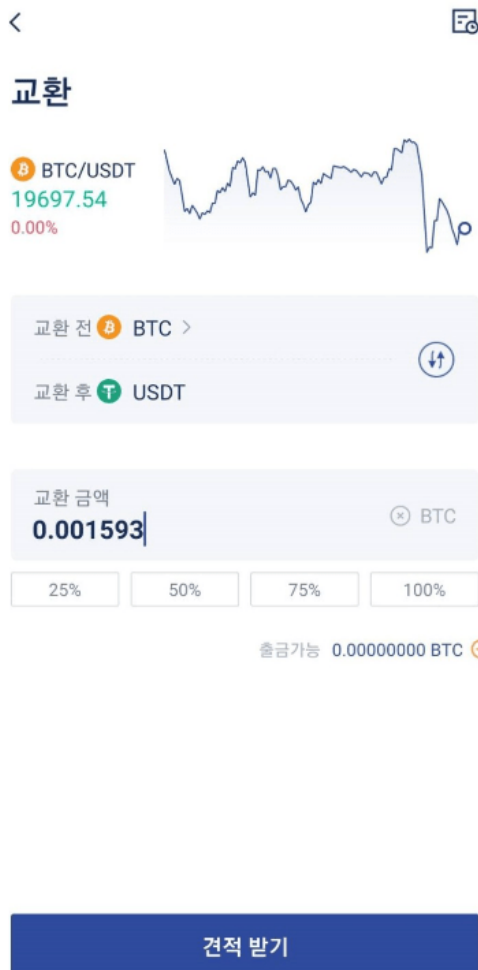 교환
BTC/USDT
19697.54
0.00%
교환 전 BTC
교환 후 USDT
교환 금액
0.001593
BTC
25% 50% 75% 100%
출금가능 0.00000000 BTC
견적 받기